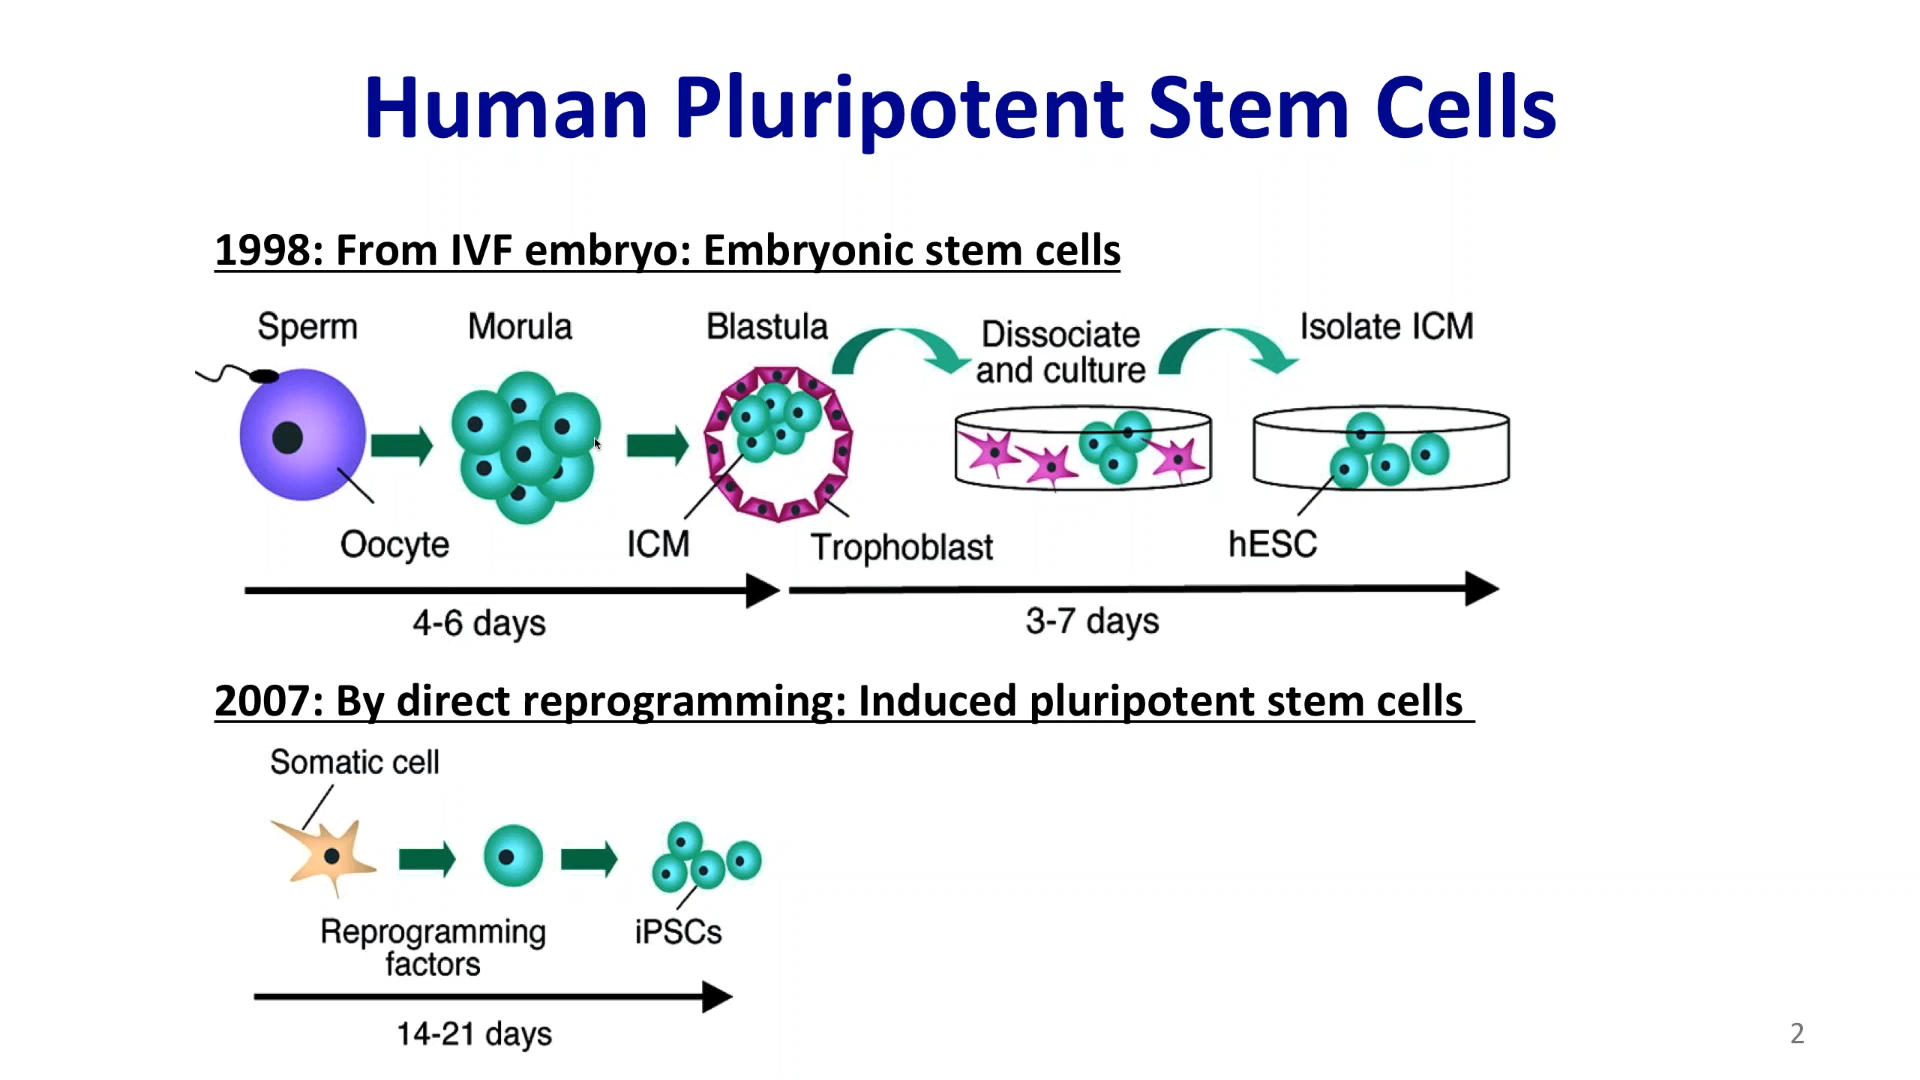 Human Pluripotent Stem Cells
1998: From IVF embryo: Embryonic stem cells
Sperm
Morula
Blastula
Dissociate
and culture
Isolate ICM
Oocyte
ICM
Trophoblast
hESC
4-6 days
3-7 days
2007: By direct reprogramming: Induced pluripotent stem cells
Somatic cell
Reprogramming
factors
iPSCs
14-21 days
2